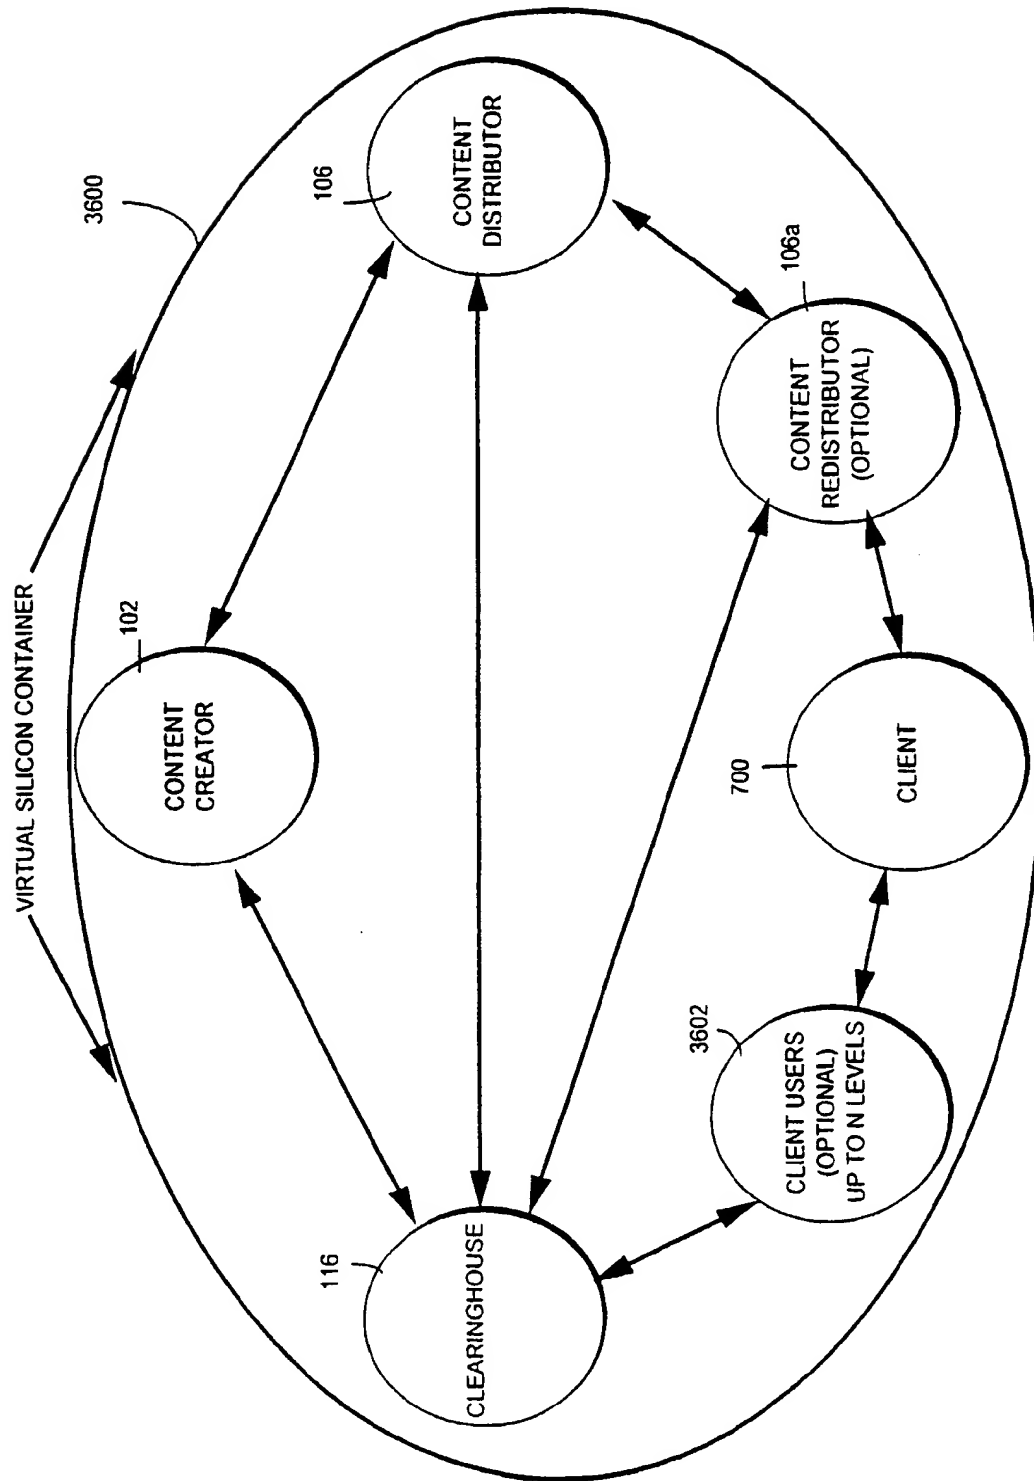 VIRTUAL SILICON CONTAINER
3600
102
CONTENT
CREATOR
106
CONTENT
DISTRIBUTOR
116
CLEARINGHOUSE
106a
CONTENT
REDISTRIBUTOR
(OPTIONAL)
3602
CLIENT USERS
(OPTIONAL)
UP TO N LEVELS
700
CLIENT